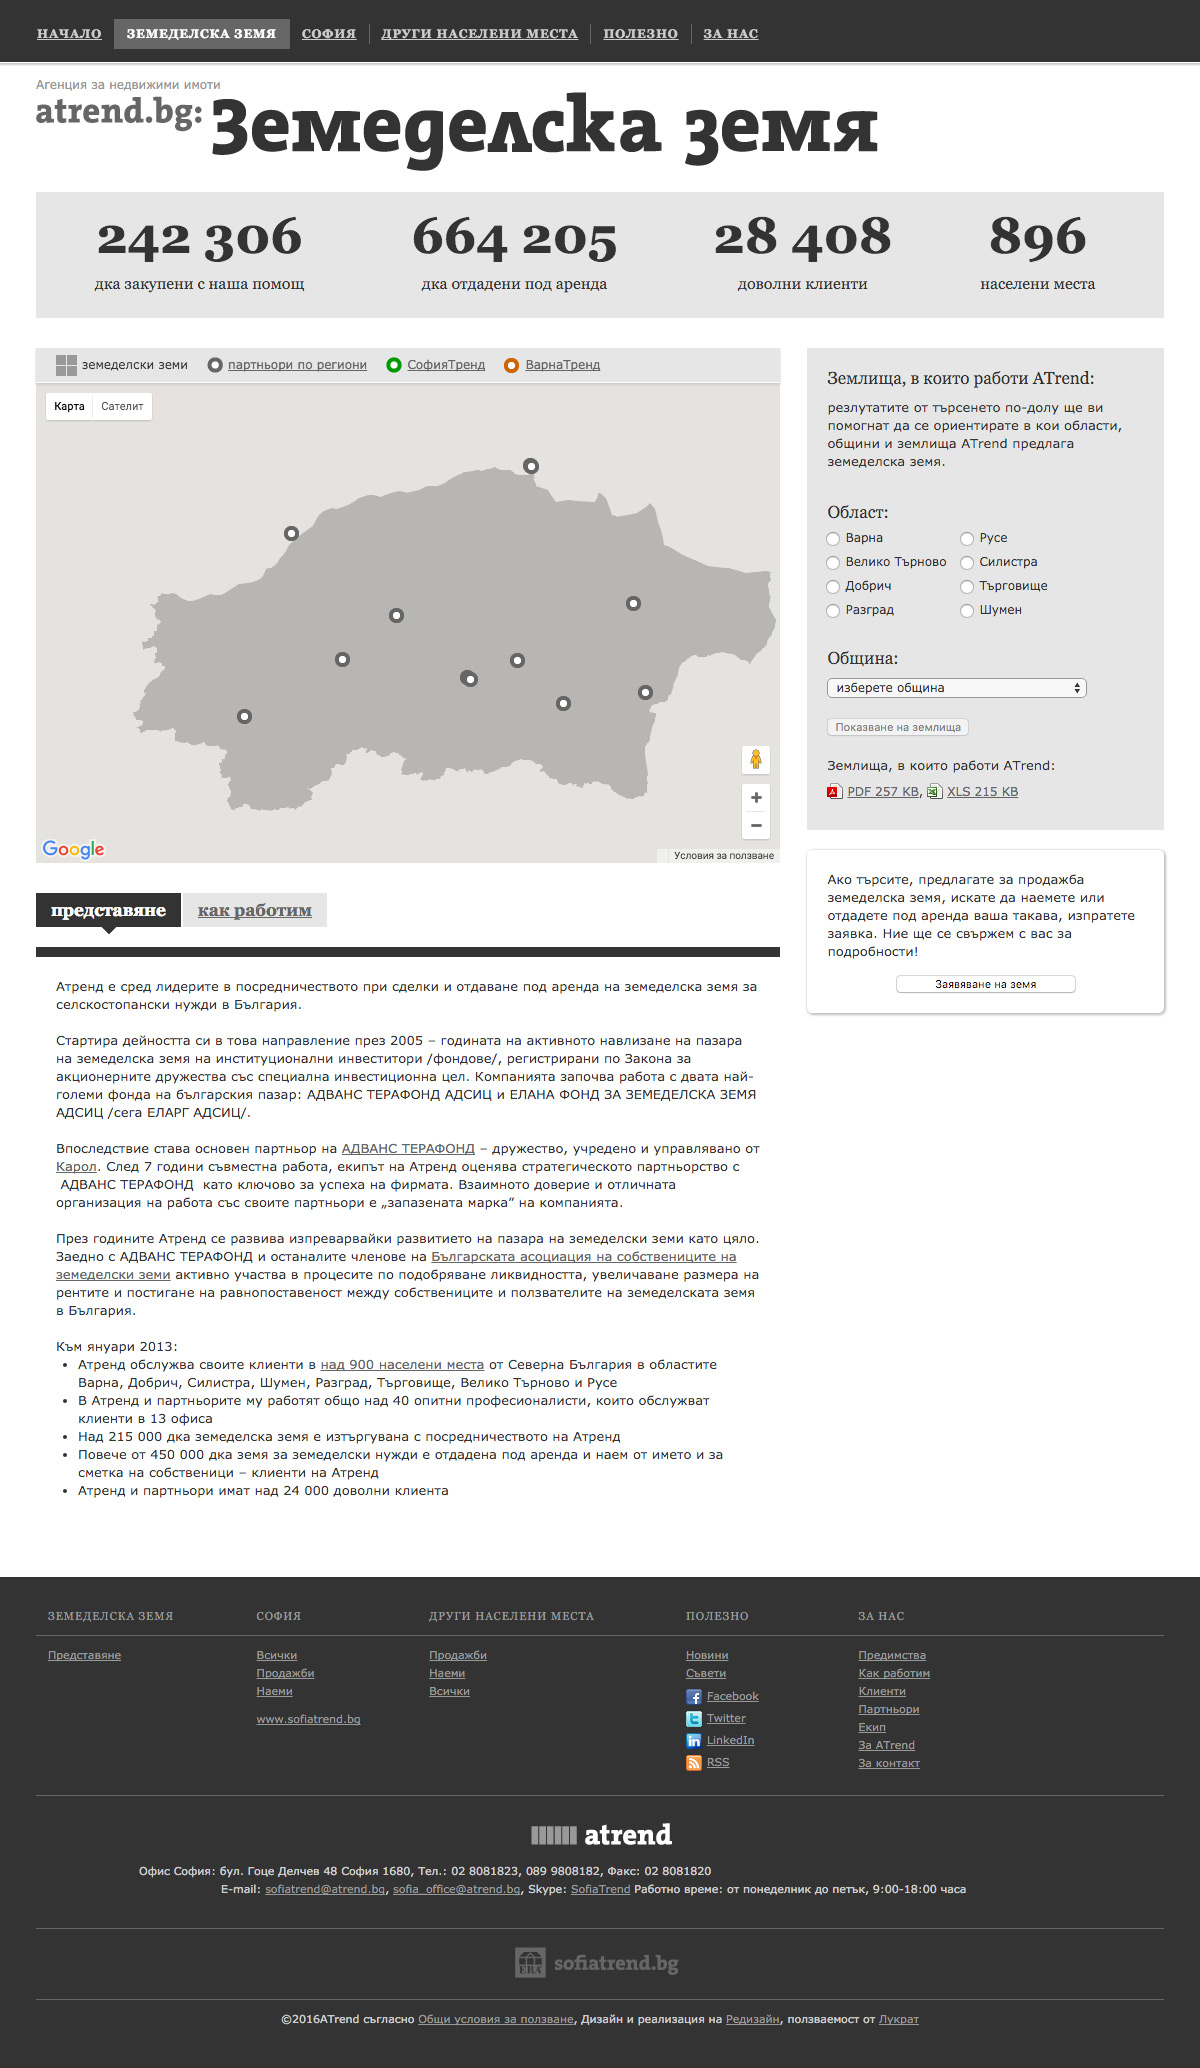 НАЧАЛО ЗЕМЕДЕЛСКА ЗЕМЯ СОФИЯ ДРУГИ НАСЕЛЕНИ МЕСТА ПОЛЕЗНО ЗА НАС
Агенция за недвижими имоти
atrend.bg: Земеделска земя
242 306 664 205 28 408 896
дка закупени с наша помощ дка отдадени под аренда доволни клиенти населени места
земеделски земи партньори по региони СофияТренд ВарнаТренд
Карта Сателит
Google
Условия за ползване
Землища, в които работи ATrend:
резлутатите от търсенето по-долу ще ви
помогнат да се ориентирате в кои области,
общини и землища ATrend предлага
земеделска земя.
Област:
Варна Русе
Велико Търново Силистра
Добрич Търговище
Разград Шумен
Община:
изберете община
Показване на землища
Землища, в които работи ATrend:
PDF 257 KB, XLS 215 KB
Ако търсите, предлагате за продажба
земеделска земя, искате да наемете или
отдадете под аренда ваша такава, изпратете
заявка. Ние ще се свържем с вас за
подробности!
Заявяване на земя
представяне как работим
Атренд е сред лидерите в посредничеството при сделки и отдаване под аренда на земеделска земя за
селскостопански нужди в България.
Стартира дейността си в това направление през 2005 – годината на активното навлизане на пазара
на земеделска земя на институционални инвеститори /фондове/, регистрирани по Закона за
акционерните дружества със специална инвестиционна цел. Компанията започва работа с двата най-
големи фонда на българския пазар: АДВАНС ТЕРАФОНД АДСИЦ и ЕЛАНА ФОНД ЗА ЗЕМЕДЕЛСКА ЗЕМЯ
АДСИЦ /сега ЕЛАРГ АДСИЦ/.
Впоследствие става основен партньор на АДВАНС ТЕРАФОНД – дружество, учредено и управлявано от
Карол. След 7 години съвместна работа, екипът на Атренд оценява стратегическото партньорство с
АДВАНС ТЕРАФОНД като ключово за успеха на фирмата. Взаимното доверие и отличната
организация на работа със своите партньори е „запазената марка” на компанията.
През годините Атренд се развива изпреварвайки развитието на пазара на земеделски земи като цяло.
Заедно с АДВАНС ТЕРАФОНД и останалите членове на Българската асоциация на собствениците на
земеделски земи активно участва в процесите по подобряване ликвидността, увеличаване размера на
рентите и постигане на равнопоставеност между собствениците и ползвателите на земеделската земя
в България.
Към януари 2013:
• Атренд обслужва своите клиенти в над 900 населени места от Северна България в областите
Варна, Добрич, Силистра, Шумен, Разград, Търговище, Велико Търново и Русе
• В Атренд и партньорите му работят общо над 40 опитни професионалисти, които обслужват
клиенти в 13 офиса
• Над 215 000 дка земеделска земя е изтъргувана с посредничеството на Атренд
• Повече от 450 000 дка земя за земеделски нужди е отдадена под аренда и наем от името и за
сметка на собственици – клиенти на Атренд
• Атренд и партньори имат над 24 000 доволни клиента
ЗЕМЕДЕЛСКА ЗЕМЯ СОФИЯ ДРУГИ НАСЕЛЕНИ МЕСТА ПОЛЕЗНО ЗА НАС
Представяне Всички Продажби Новини Предимства
Продажби Наеми Съвети Как работим
Наеми Всички Клиенти
Facebook
Партньори
www.sofiatrend.bg Twitter
Екип
LinkedIn За ATrend
RSS За контакт
atrend
Офис София: бул. Гоце Делчев 48 София 1680, Тел.: 02 8081823, 089 9808182, Факс: 02 8081820
E-mail: sofiatrend@atrend.bg, sofia_office@atrend.bg, Skype: SofiaTrend Работно време: от понеделник до петък, 9:00-18:00 часа
ERA sofiatrend.bg
©2016ATrend съгласно Общи условия за ползване, Дизайн и реализация на Редизайн, ползваемост от Лукрат